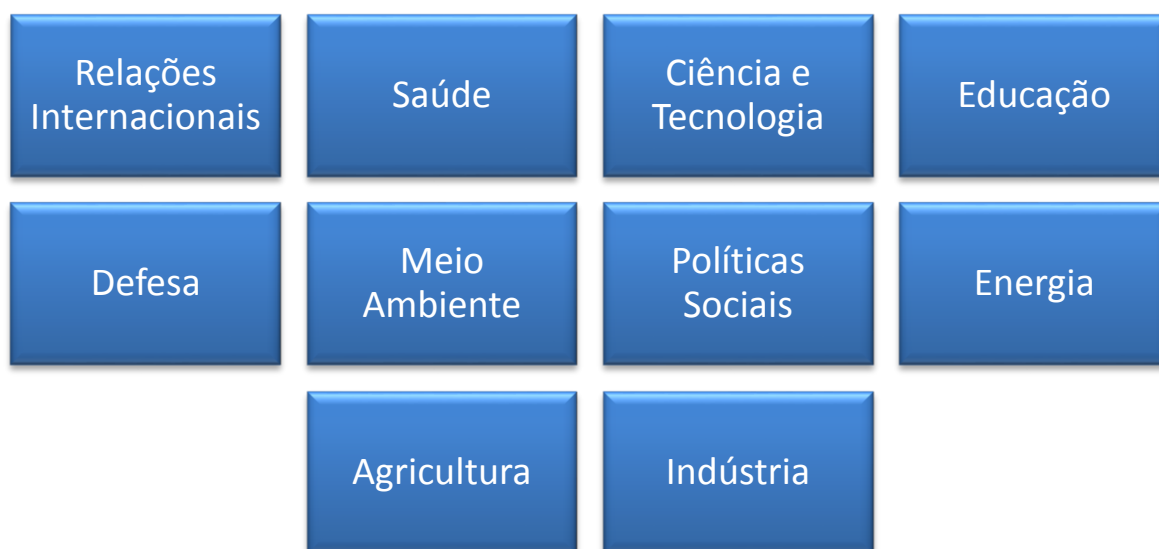 Relações
Internacionais
Saúde
Ciência e
Tecnologia
Educação
Defesa
Meio
Ambiente
Políticas
Sociais
Energia
Agricultura
Indústria